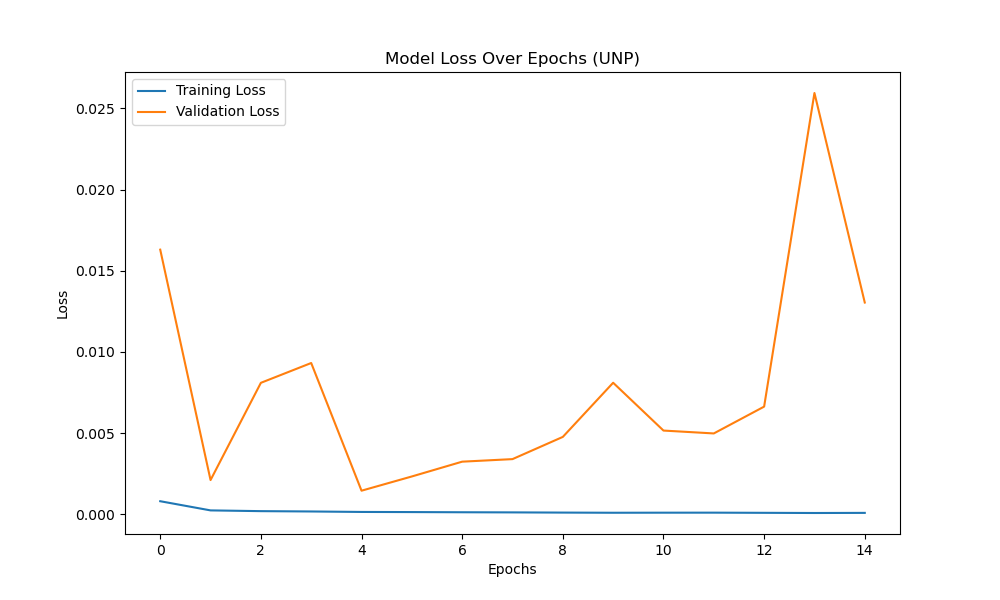 Model Loss Over Epochs (UNP)
Training Loss
Validation Loss
0.025
0.020
0.015
0.010
0.005
0.000
Loss
0 2 4 6 8 10 12 14
Epochs